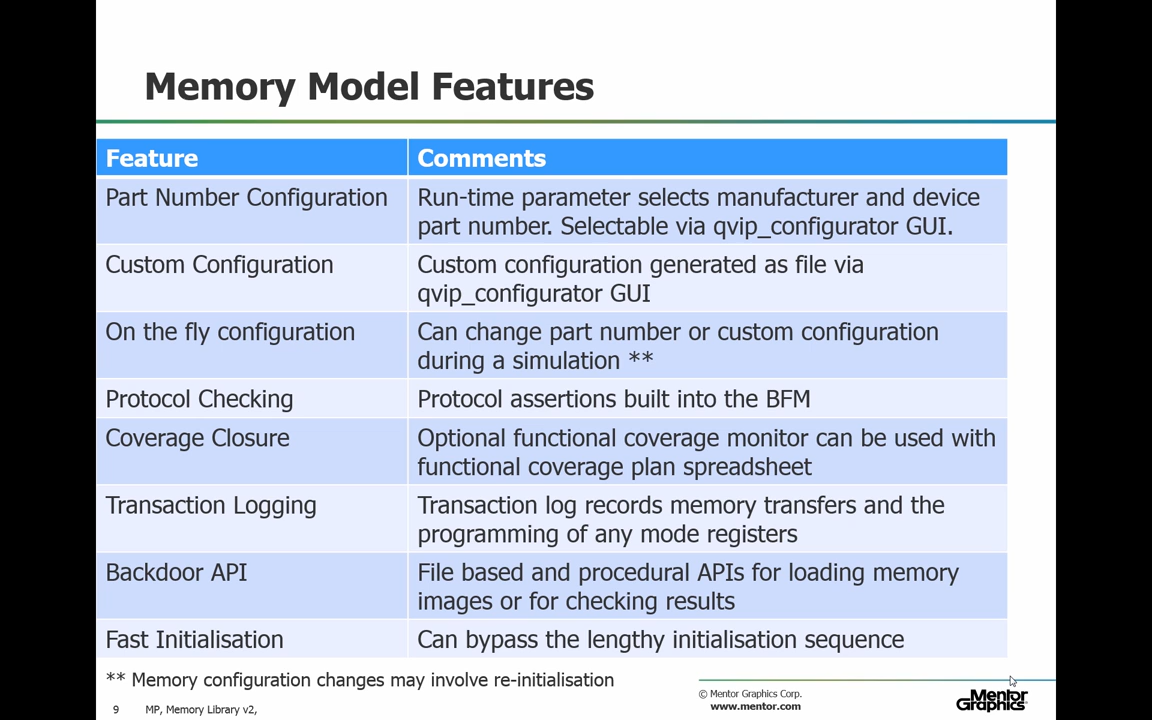 Memory Model Features
Feature
Comments
Part Number Configuration
Run-time parameter selects manufacturer and device
part number. Selectable via qvip_configurator GUI.
Custom Configuration
Custom configuration generated as file via
qvip_configurator GUI
On the fly configuration
Can change part number or custom configuration
during a simulation **
Protocol Checking
Protocol assertions built into the BFM
Coverage Closure
Optional functional coverage monitor can be used with
functional coverage plan spreadsheet
Transaction Logging
Transaction log records memory transfers and the
programming of any mode registers
Backdoor API
File based and procedural APIs for loading memory
images or for checking results
Fast Initialisation
Can bypass the lengthy initialisation sequence
** Memory configuration changes may involve re-initialisation
9
MP, Memory Library v2,
© Mentor Graphics Corp.
www.mentor.com
Mentor
Graphics